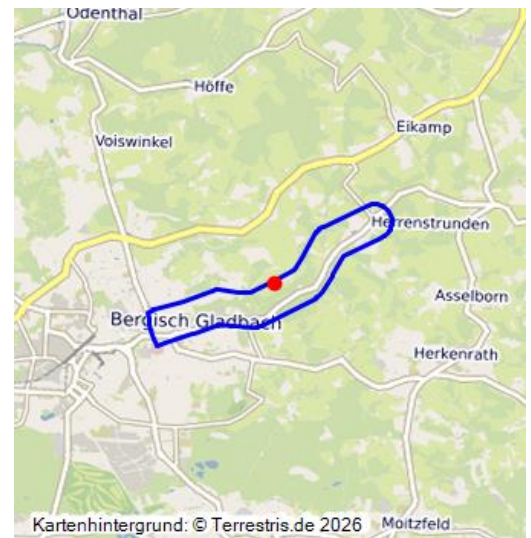 Odenthal
Höffe
Eikamp
Voiswinkel
Herrenstrunden
Asselborn
Bergisch Gladbach
Herkenrath
Kartenhintergrund: © Terrestris.de 2026
Moitzfeld